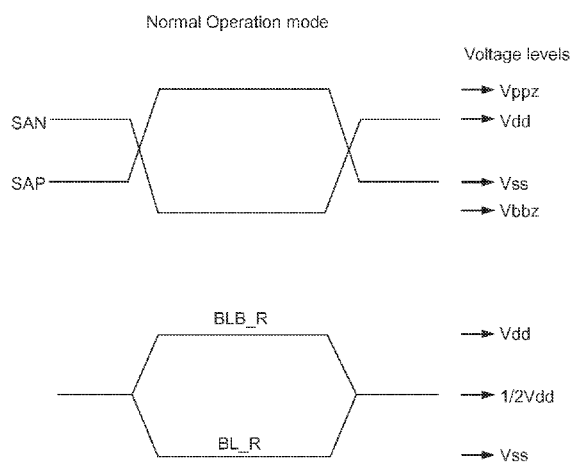 Normal Operation mode
Voltage levels
Vppz
SAN
Vdd
SAP
Vss
Vbbz
BLB_R
Vdd
1/2Vdd
BL_R
Vss